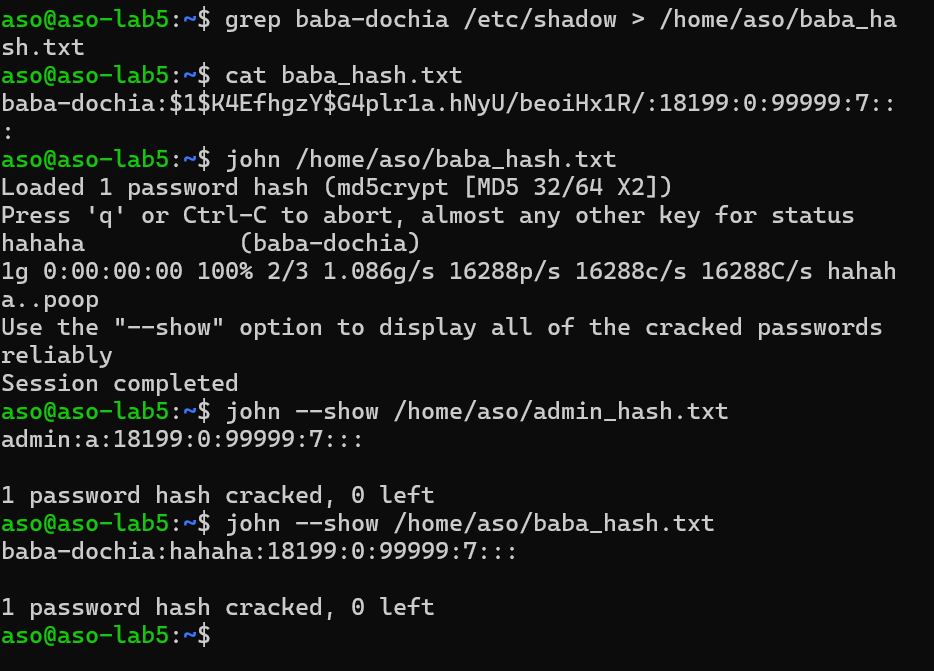 aso@aso-lab5:~$ grep baba-dochia /etc/shadow > /home/aso/baba_ha
sh.txt
aso@aso-lab5:~$ cat baba_hash.txt
baba-dochia:$1$K4EfhgzY$G4plr1a.hNyU/beoiHx1R/:18199:0:99999:7::
:
aso@aso-lab5:~$ john /home/aso/baba_hash.txt
Loaded 1 password hash (md5crypt [MD5 32/64 X2])
Press 'q' or Ctrl-C to abort, almost any other key for status
hahaha           (baba-dochia)
1g 0:00:00:00 100% 2/3 1.086g/s 16288p/s 16288c/s 16288C/s hahah
a..poop
Use the "--show" option to display all of the cracked passwords
reliably
Session completed
aso@aso-lab5:~$ john --show /home/aso/admin_hash.txt
admin:a:18199:0:99999:7:::

1 password hash cracked, 0 left
aso@aso-lab5:~$ john --show /home/aso/baba_hash.txt
baba-dochia:hahaha:18199:0:99999:7:::

1 password hash cracked, 0 left
aso@aso-lab5:~$